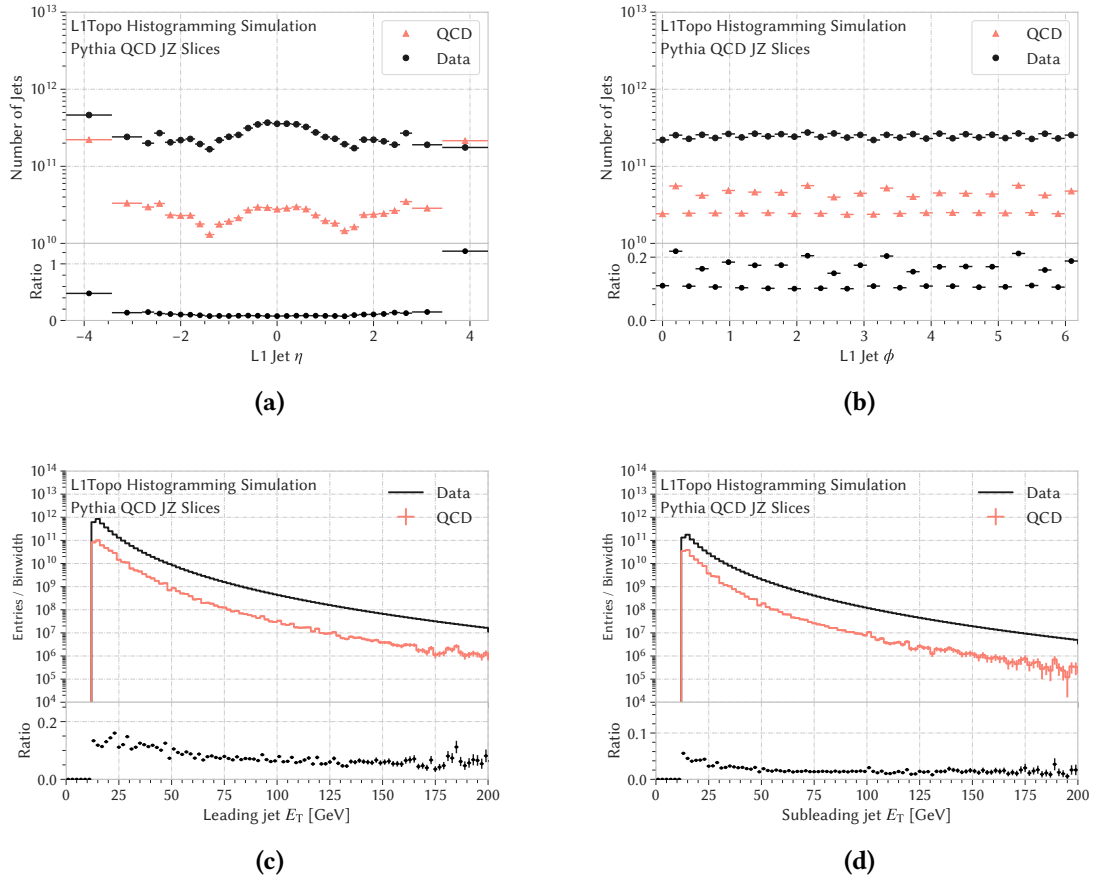 L1Topo Histogramming Simulation
Pythia QCD JZ Slices
QCD
Data
10^13
10^12
10^11
10^10
Number of Jets
1
0
Ratio
−4 −2 0 2 4
L1 Jet η
(a)
L1Topo Histogramming Simulation
Pythia QCD JZ Slices
QCD
Data
10^13
10^12
10^11
10^10
Number of Jets
0.2
0.0
Ratio
0 1 2 3 4 5 6
L1 Jet ϕ
(b)
L1Topo Histogramming Simulation
Pythia QCD JZ Slices
Data
QCD
10^14
10^13
10^12
10^11
10^10
10^9
10^8
10^7
10^6
10^5
10^4
Entries / Binwidth
0.2
0.0
Ratio
0 25 50 75 100 125 150 175 200
Leading jet E_T [GeV]
(c)
L1Topo Histogramming Simulation
Pythia QCD JZ Slices
Data
QCD
10^14
10^13
10^12
10^11
10^10
10^9
10^8
10^7
10^6
10^5
10^4
Entries / Binwidth
0.1
0.0
Ratio
0 25 50 75 100 125 150 175 200
Subleading jet E_T [GeV]
(d)